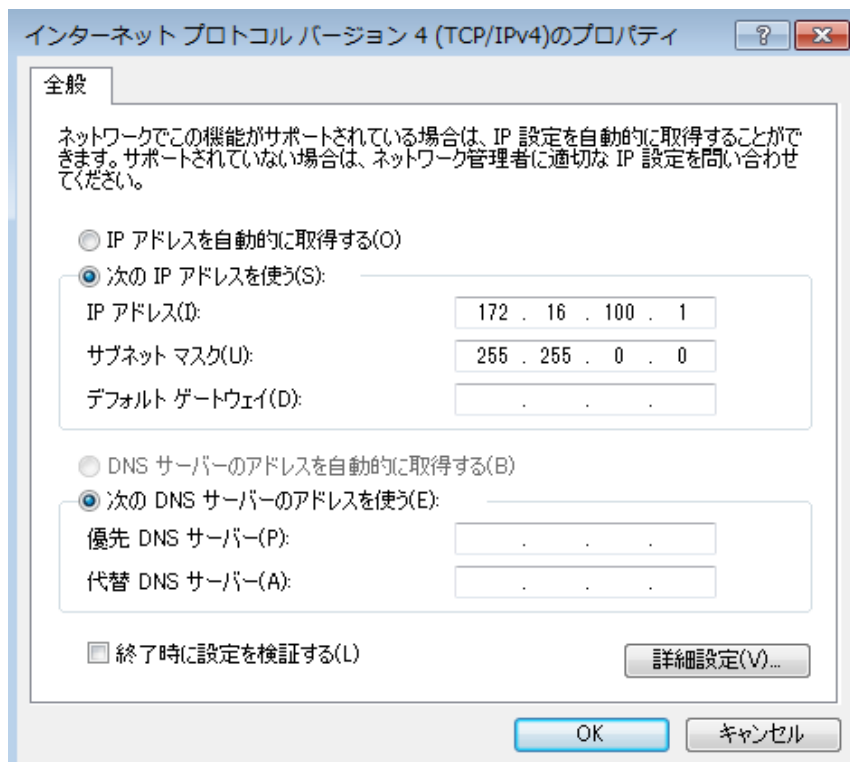 インターネット プロトコル バージョン 4 (TCP/IPv4)のプロパティ
全般
ネットワークでこの機能がサポートされている場合は、IP 設定を自動的に取得することがで
きます。サポートされていない場合は、ネットワーク管理者に適切な IP 設定を問い合わせ
てください。
IP アドレスを自動的に取得する(O)
次の IP アドレスを使う(S):
IP アドレス(I): 172 . 16 . 100 . 1
サブネット マスク(U): 255 . 255 . 0 . 0
デフォルト ゲートウェイ(D): . . .
DNS サーバーのアドレスを自動的に取得する(B)
次の DNS サーバーのアドレスを使う(E):
優先 DNS サーバー(P): . . .
代替 DNS サーバー(A): . . .
終了時に設定を検証する(L)
詳細設定(V)...
OK キャンセル